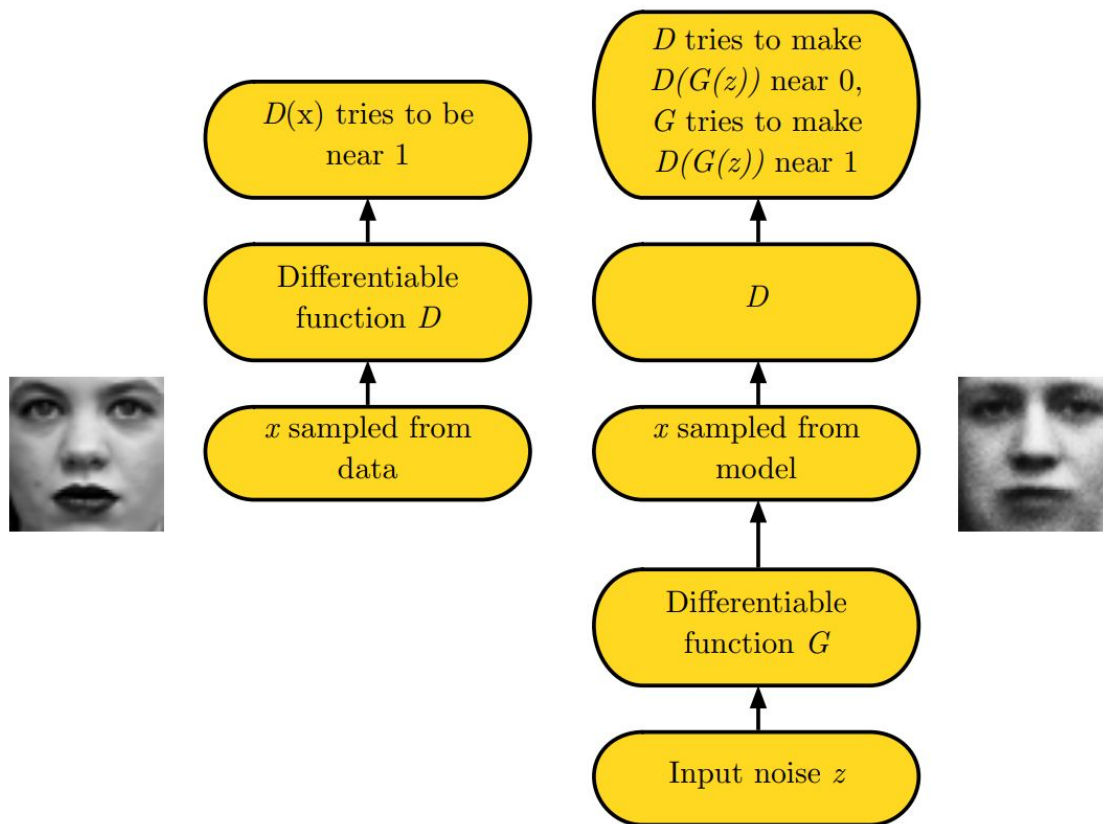 D(x) tries to be
near 1
Differentiable
function D
x sampled from
data
D tries to make
D(G(z)) near 0,
G tries to make
D(G(z)) near 1
D
x sampled from
model
Differentiable
function G
Input noise z